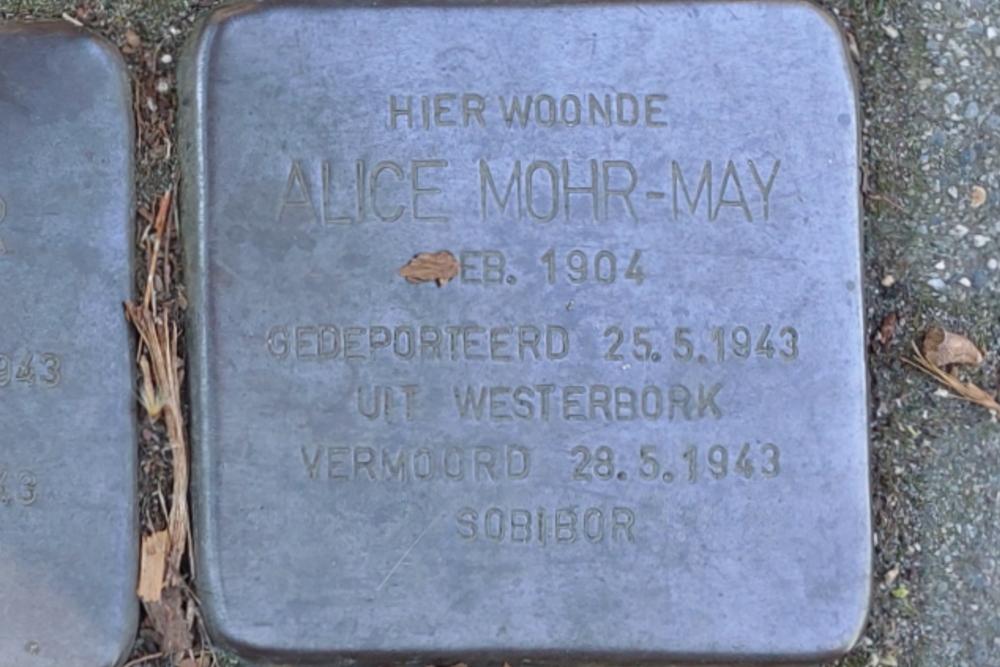 HIER WOONDE
ALICE MOHR-MAY
EB. 1904
GEDEPORTEERD 25.5.1943
UIT WESTERBORK
VERMOORD 28.5.1943
SOBIBOR